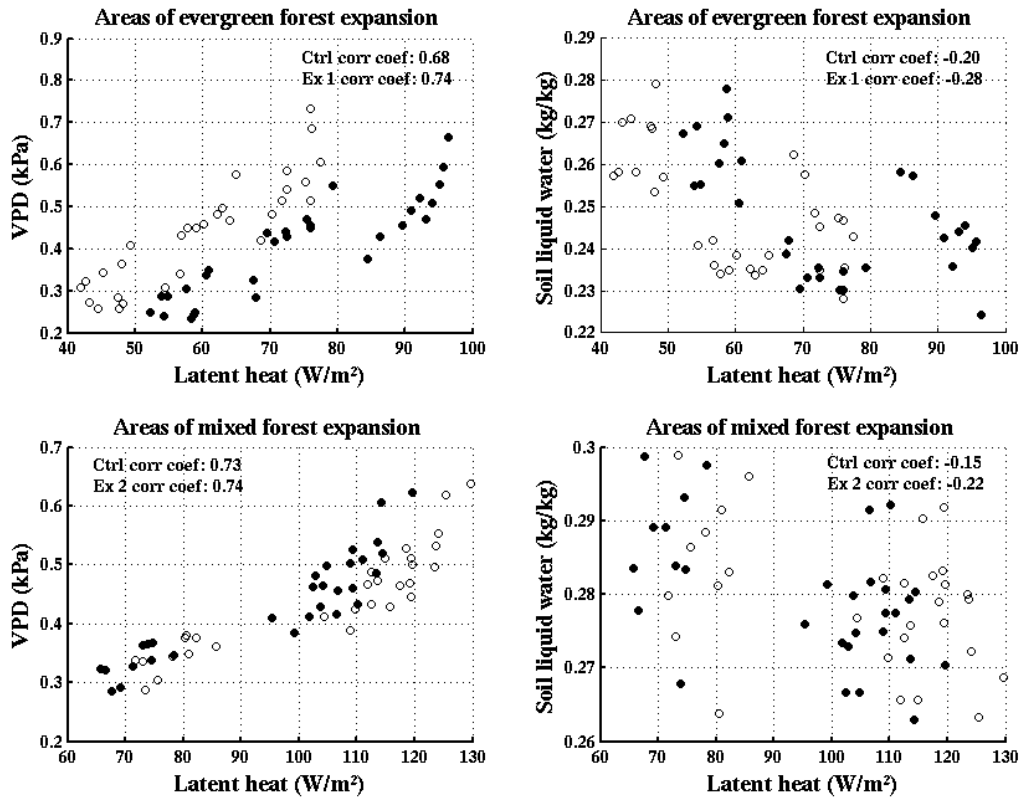 Areas of evergreen forest expansion
Ctrl corr coef: 0.68
Ex 1 corr coef: 0.74
0.9
0.8
0.7
0.6
0.5
0.4
0.3
0.2
VPD (kPa)
40 50 60 70 80 90 100
Latent heat (W/m²)
Areas of evergreen forest expansion
Ctrl corr coef: -0.20
Ex 1 corr coef: -0.28
0.29
0.28
0.27
0.26
0.25
0.24
0.23
0.22
Soil liquid water (kg/kg)
40 50 60 70 80 90 100
Latent heat (W/m²)
Areas of mixed forest expansion
Ctrl corr coef: 0.73
Ex 2 corr coef: 0.74
0.7
0.6
0.5
0.4
0.3
0.2
VPD (kPa)
60 70 80 90 100 110 120 130
Latent heat (W/m²)
Areas of mixed forest expansion
Ctrl corr coef: -0.15
Ex 2 corr coef: -0.22
0.3
0.29
0.28
0.27
0.26
Soil liquid water (kg/kg)
60 70 80 90 100 110 120 130
Latent heat (W/m²)